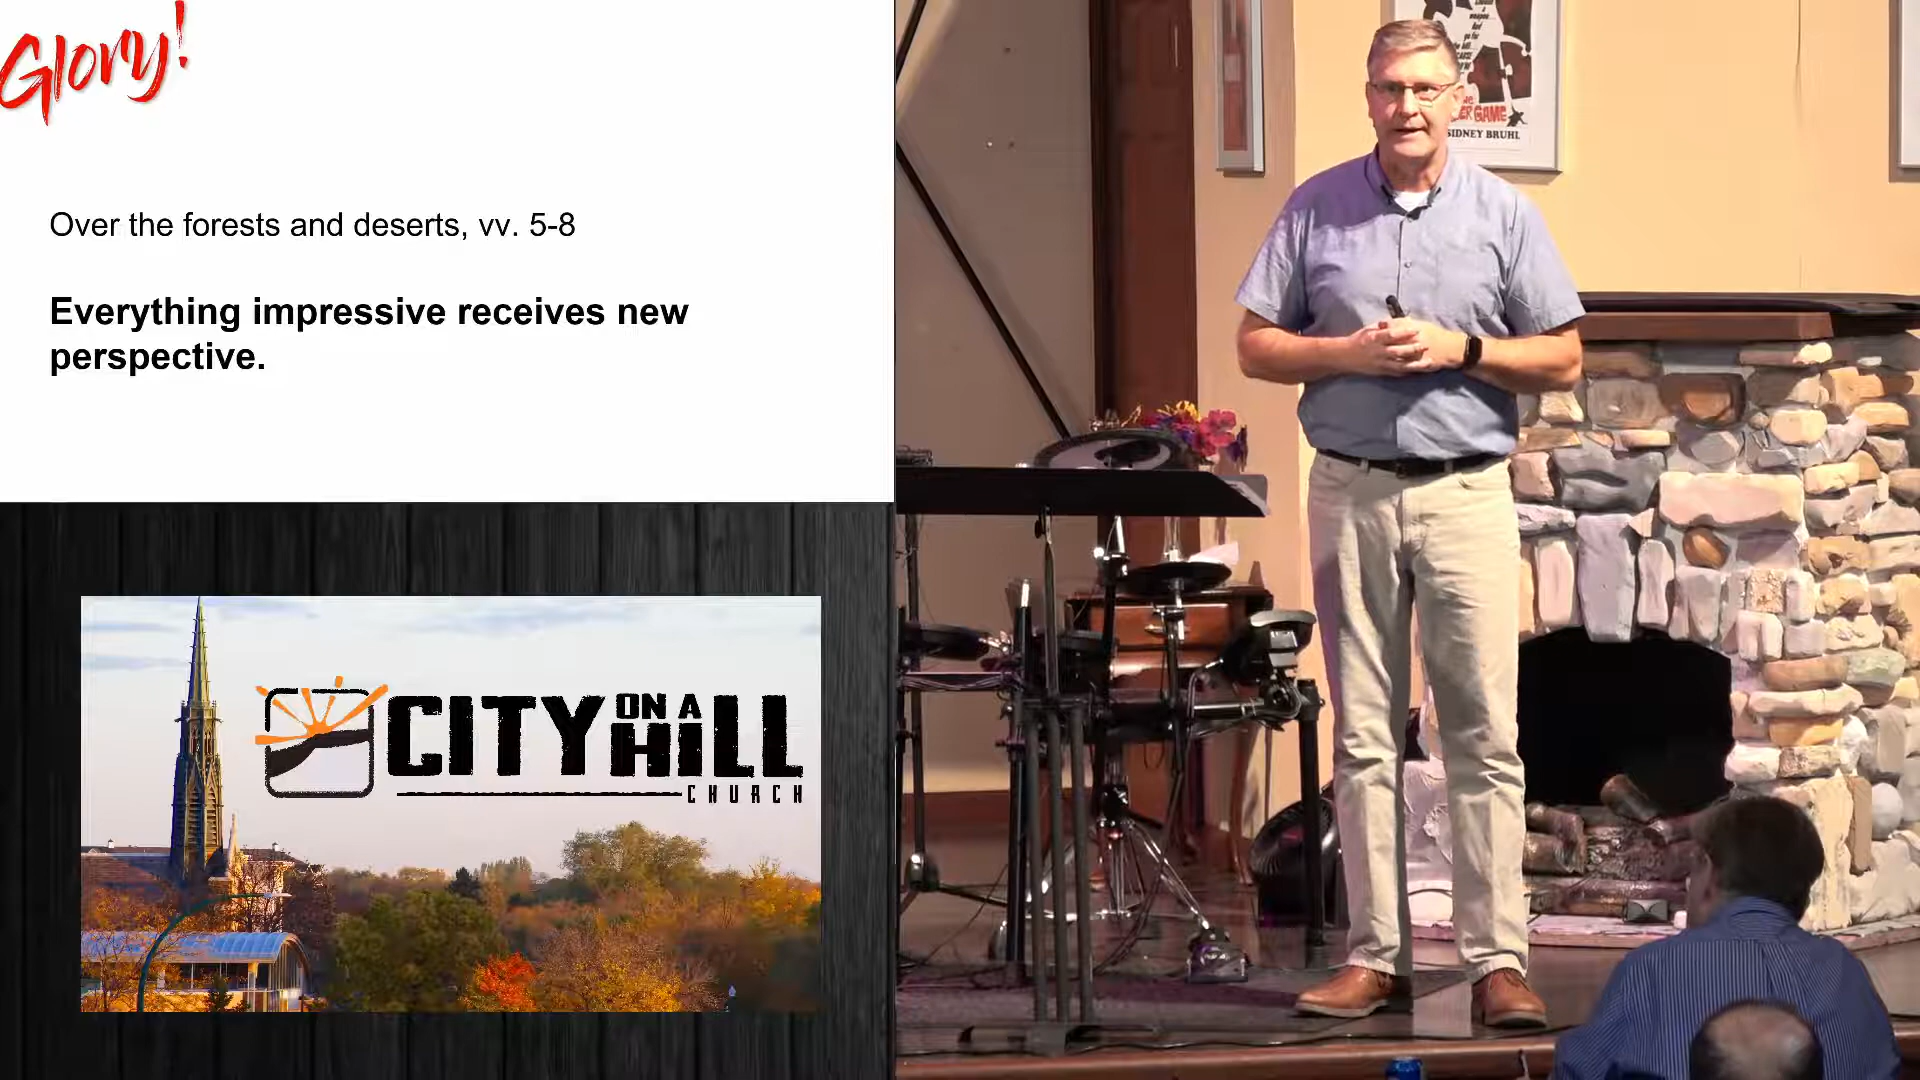 Glory!
Over the forests and deserts, vv. 5-8
Everything impressive receives new
perspective.
CITY ON A HILL
CHURCH
GAME
SIDNEY BRUHL